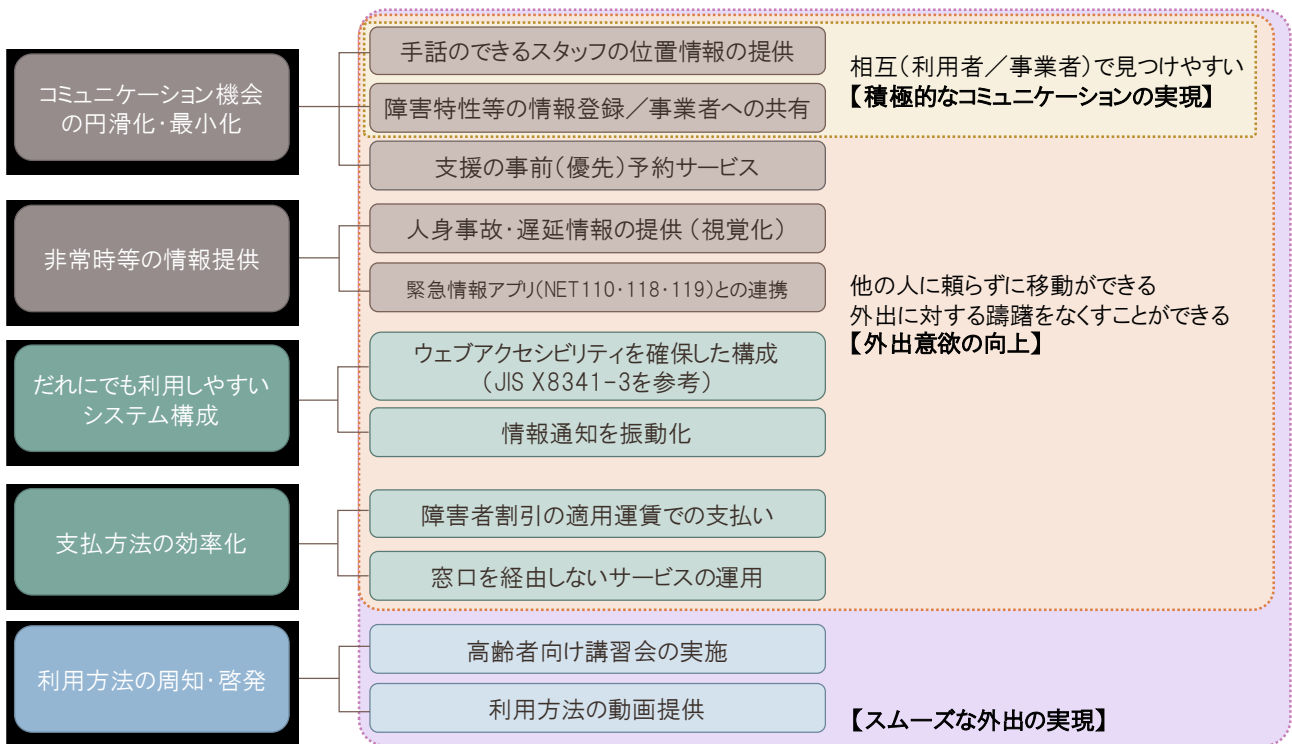 コミュニケーション機会
の円滑化・最小化
手話のできるスタッフの位置情報の提供
障害特性等の情報登録／事業者への共有
支援の事前（優先）予約サービス
相互（利用者／事業者）で見つけやすい
【積極的なコミュニケーションの実現】
非常時等の情報提供
人身事故・遅延情報の提供（視覚化）
緊急情報アプリ(NET110・118・119)との連携
他の人に頼らずに移動ができる
外出に対する躊躇をなくすことができる
【外出意欲の向上】
だれにでも利用しやすい
システム構成
ウェブアクセシビリティを確保した構成
（JIS X8341-3を参考）
情報通知を振動化
支払方法の効率化
障害者割引の適用運賃での支払い
窓口を経由しないサービスの運用
利用方法の周知・啓発
高齢者向け講習会の実施
利用方法の動画提供
【スムーズな外出の実現】